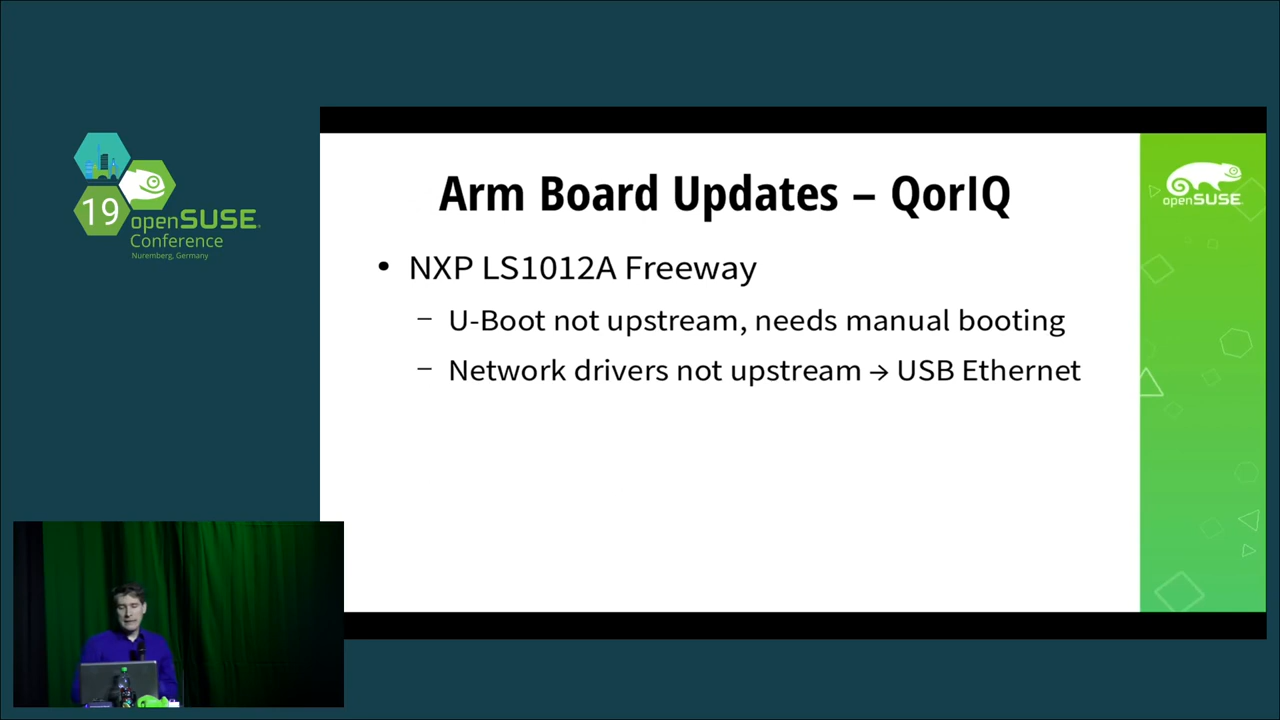 19
openSUSE
Conference
Nuremberg, Germany
Arm Board Updates – QorIQ
openSUSE
• NXP LS1012A Freeway
– U-Boot not upstream, needs manual booting
– Network drivers not upstream → USB Ethernet